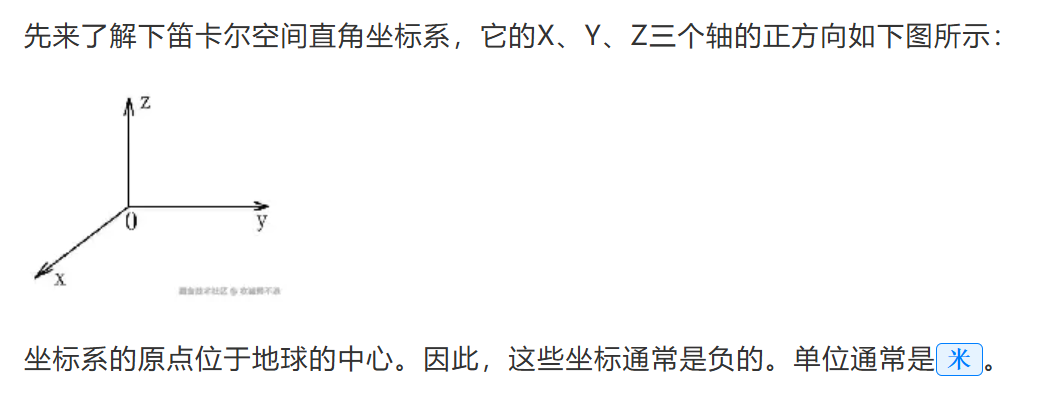 先来了解下笛卡尔空间直角坐标系，它的X、Y、Z三个轴的正方向如下图所示：
z
0
y
x
坐标系的原点位于地球的中心。因此，这些坐标通常是负的。单位通常是 米 。